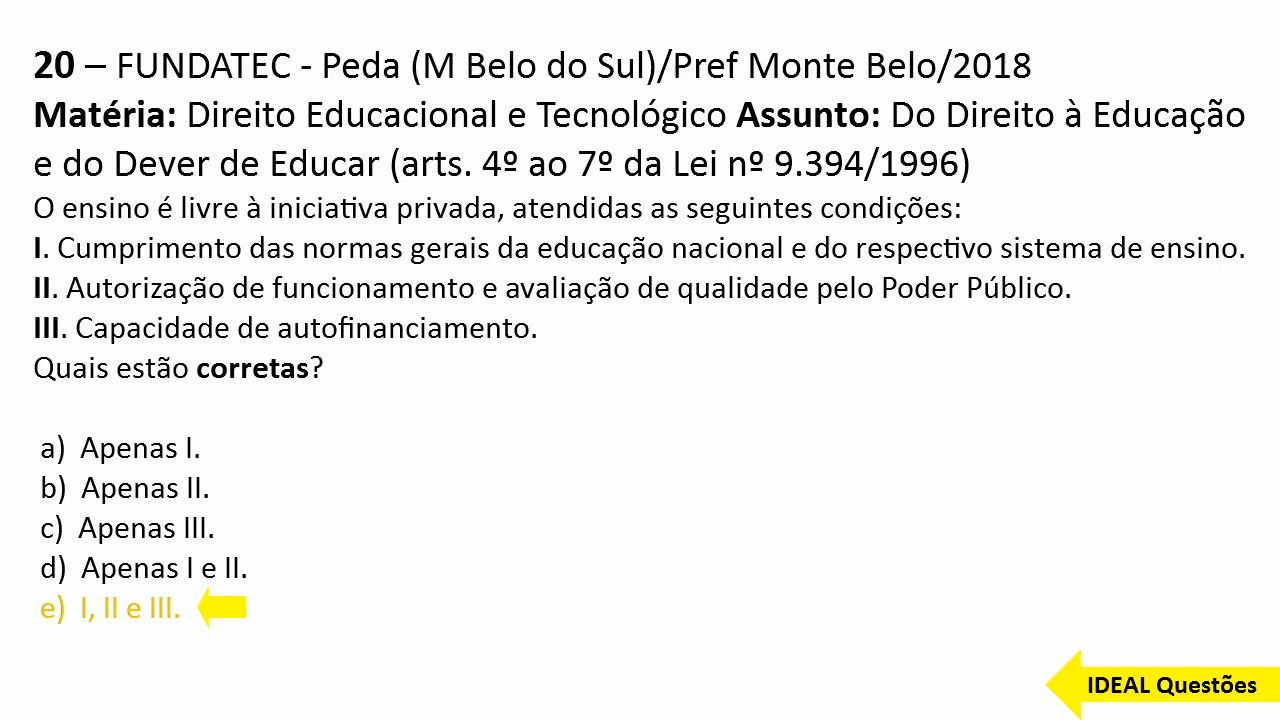 20 – FUNDATEC - Peda (M Belo do Sul)/Pref Monte Belo/2018
Matéria: Direito Educacional e Tecnológico Assunto: Do Direito à Educação
e do Dever de Educar (arts. 4º ao 7º da Lei nº 9.394/1996)
O ensino é livre à iniciativa privada, atendidas as seguintes condições:
I. Cumprimento das normas gerais da educação nacional e do respectivo sistema de ensino.
II. Autorização de funcionamento e avaliação de qualidade pelo Poder Público.
III. Capacidade de autofinanciamento.
Quais estão corretas?
a) Apenas I.
b) Apenas II.
c) Apenas III.
d) Apenas I e II.
e) I, II e III.
IDEAL Questões